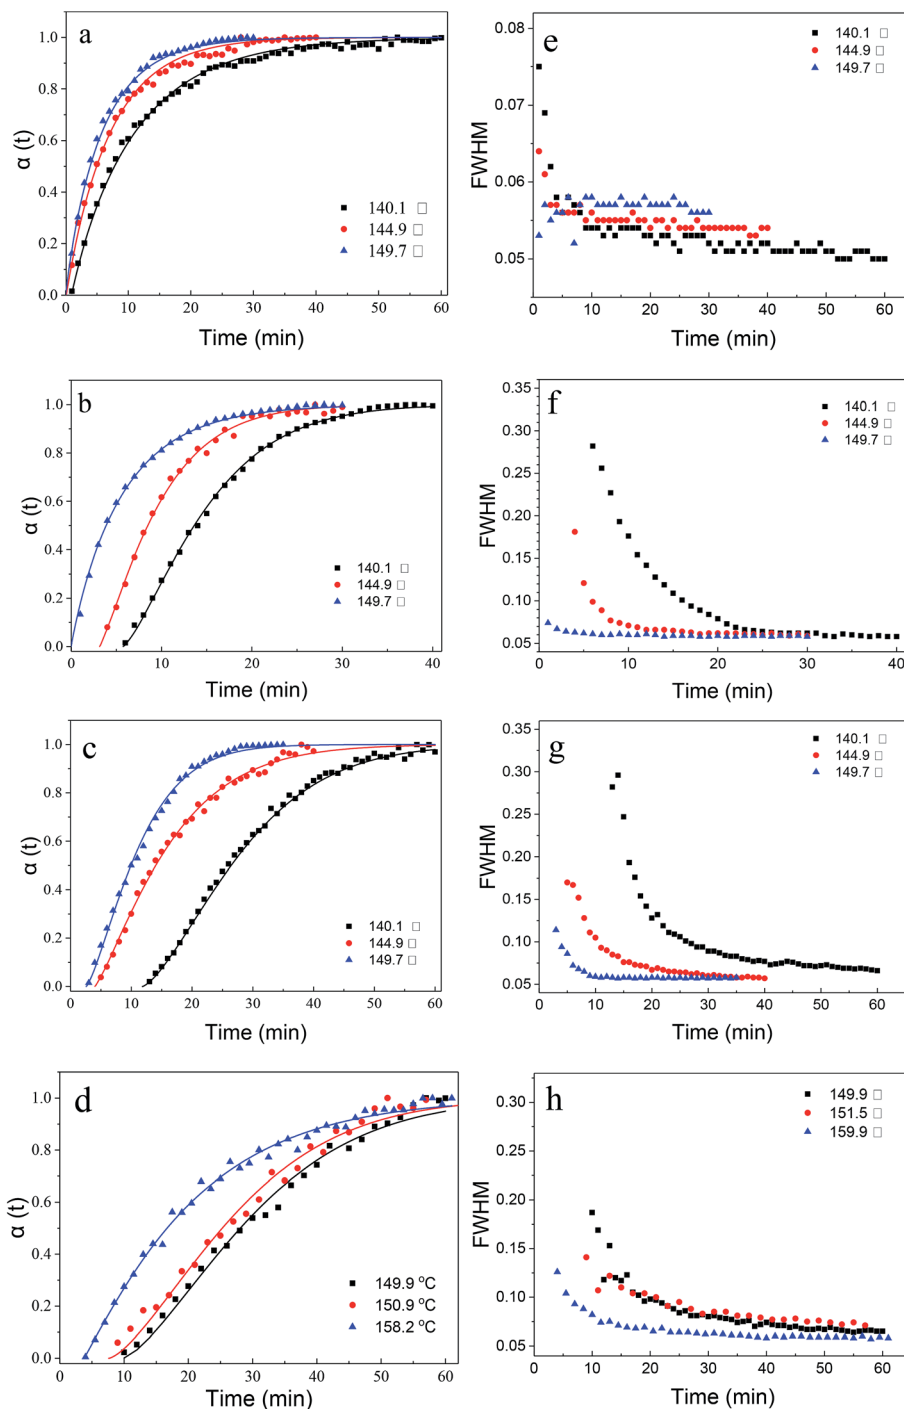 a
α (t)
1.0
0.8
0.6
0.4
0.2
0.0
140.1 □
144.9 □
149.7 □
0 10 20 30 40 50 60
Time (min)
e
FWHM
0.08
0.07
0.06
0.05
140.1 □
144.9 □
149.7 □
0 10 20 30 40 50 60
Time (min)
b
α (t)
1.0
0.8
0.6
0.4
0.2
0.0
140.1 □
144.9 □
149.7 □
0 10 20 30 40
Time (min)
f
FWHM
0.35
0.30
0.25
0.20
0.15
0.10
0.05
140.1 □
144.9 □
149.7 □
0 10 20 30 40
Time (min)
c
α (t)
1.0
0.8
0.6
0.4
0.2
0.0
140.1 □
144.9 □
149.7 □
0 10 20 30 40 50 60
Time (min)
g
FWHM
0.35
0.30
0.25
0.20
0.15
0.10
0.05
140.1 □
144.9 □
149.7 □
0 10 20 30 40 50 60
Time (min)
d
α (t)
1.0
0.8
0.6
0.4
0.2
0.0
149.9 °C
150.9 °C
158.2 °C
0 10 20 30 40 50 60
Time (min)
h
FWHM
0.30
0.25
0.20
0.15
0.10
0.05
149.9 □
151.5 □
159.9 □
0 10 20 30 40 50 60
Time (min)